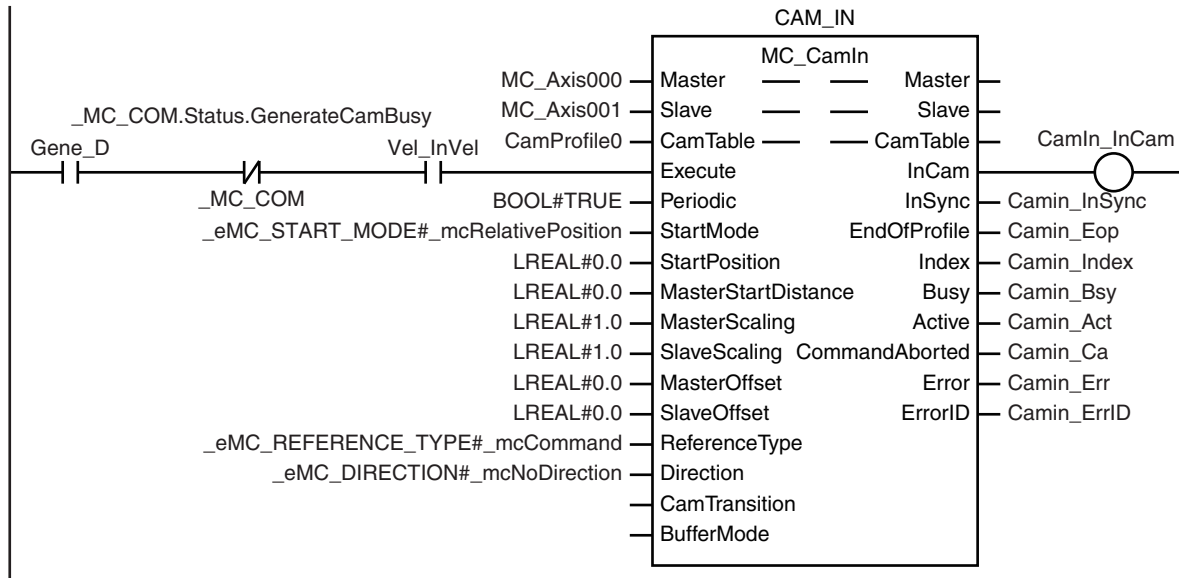 CAM_IN
MC_CamIn
MC_Axis000 Master Master
MC_Axis001 Slave Slave
_MC_COM.Status.GenerateCamBusy
Gene_D Vel_InVel CamProfile0 CamTable CamTable CamIn_InCam
Execute InCam
_MC_COM BOOL#TRUE Periodic InSync Camin_InSync
_eMC_START_MODE#_mcRelativePosition StartMode EndOfProfile Camin_Eop
LREAL#0.0 StartPosition Index Camin_Index
LREAL#0.0 MasterStartDistance Busy Camin_Bsy
LREAL#1.0 MasterScaling Active Camin_Act
LREAL#1.0 SlaveScaling CommandAborted Camin_Ca
LREAL#0.0 MasterOffset Error Camin_Err
LREAL#0.0 SlaveOffset ErrorID Camin_ErrID
_eMC_REFERENCE_TYPE#_mcCommand ReferenceType
_eMC_DIRECTION#_mcNoDirection Direction
CamTransition
BufferMode